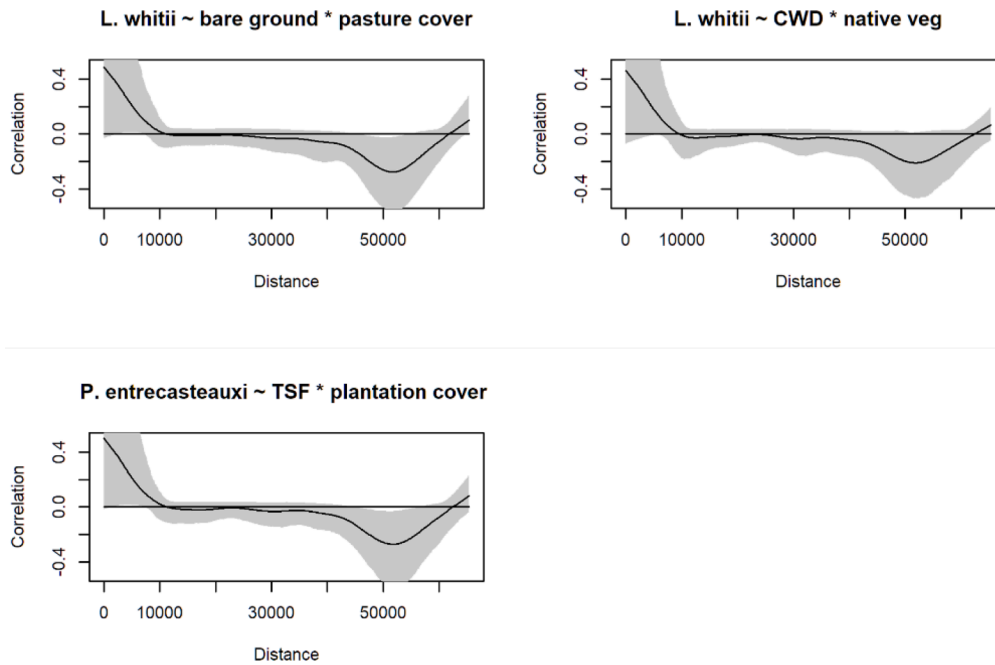 L. whitii ~ bare ground * pasture cover
Correlation
0.4
0.0
-0.4
0 10000 30000 50000
Distance
L. whitii ~ CWD * native veg
Correlation
0.4
0.0
-0.4
0 10000 30000 50000
Distance
P. entrecasteauxi ~ TSF * plantation cover
Correlation
0.4
0.0
-0.4
0 10000 30000 50000
Distance